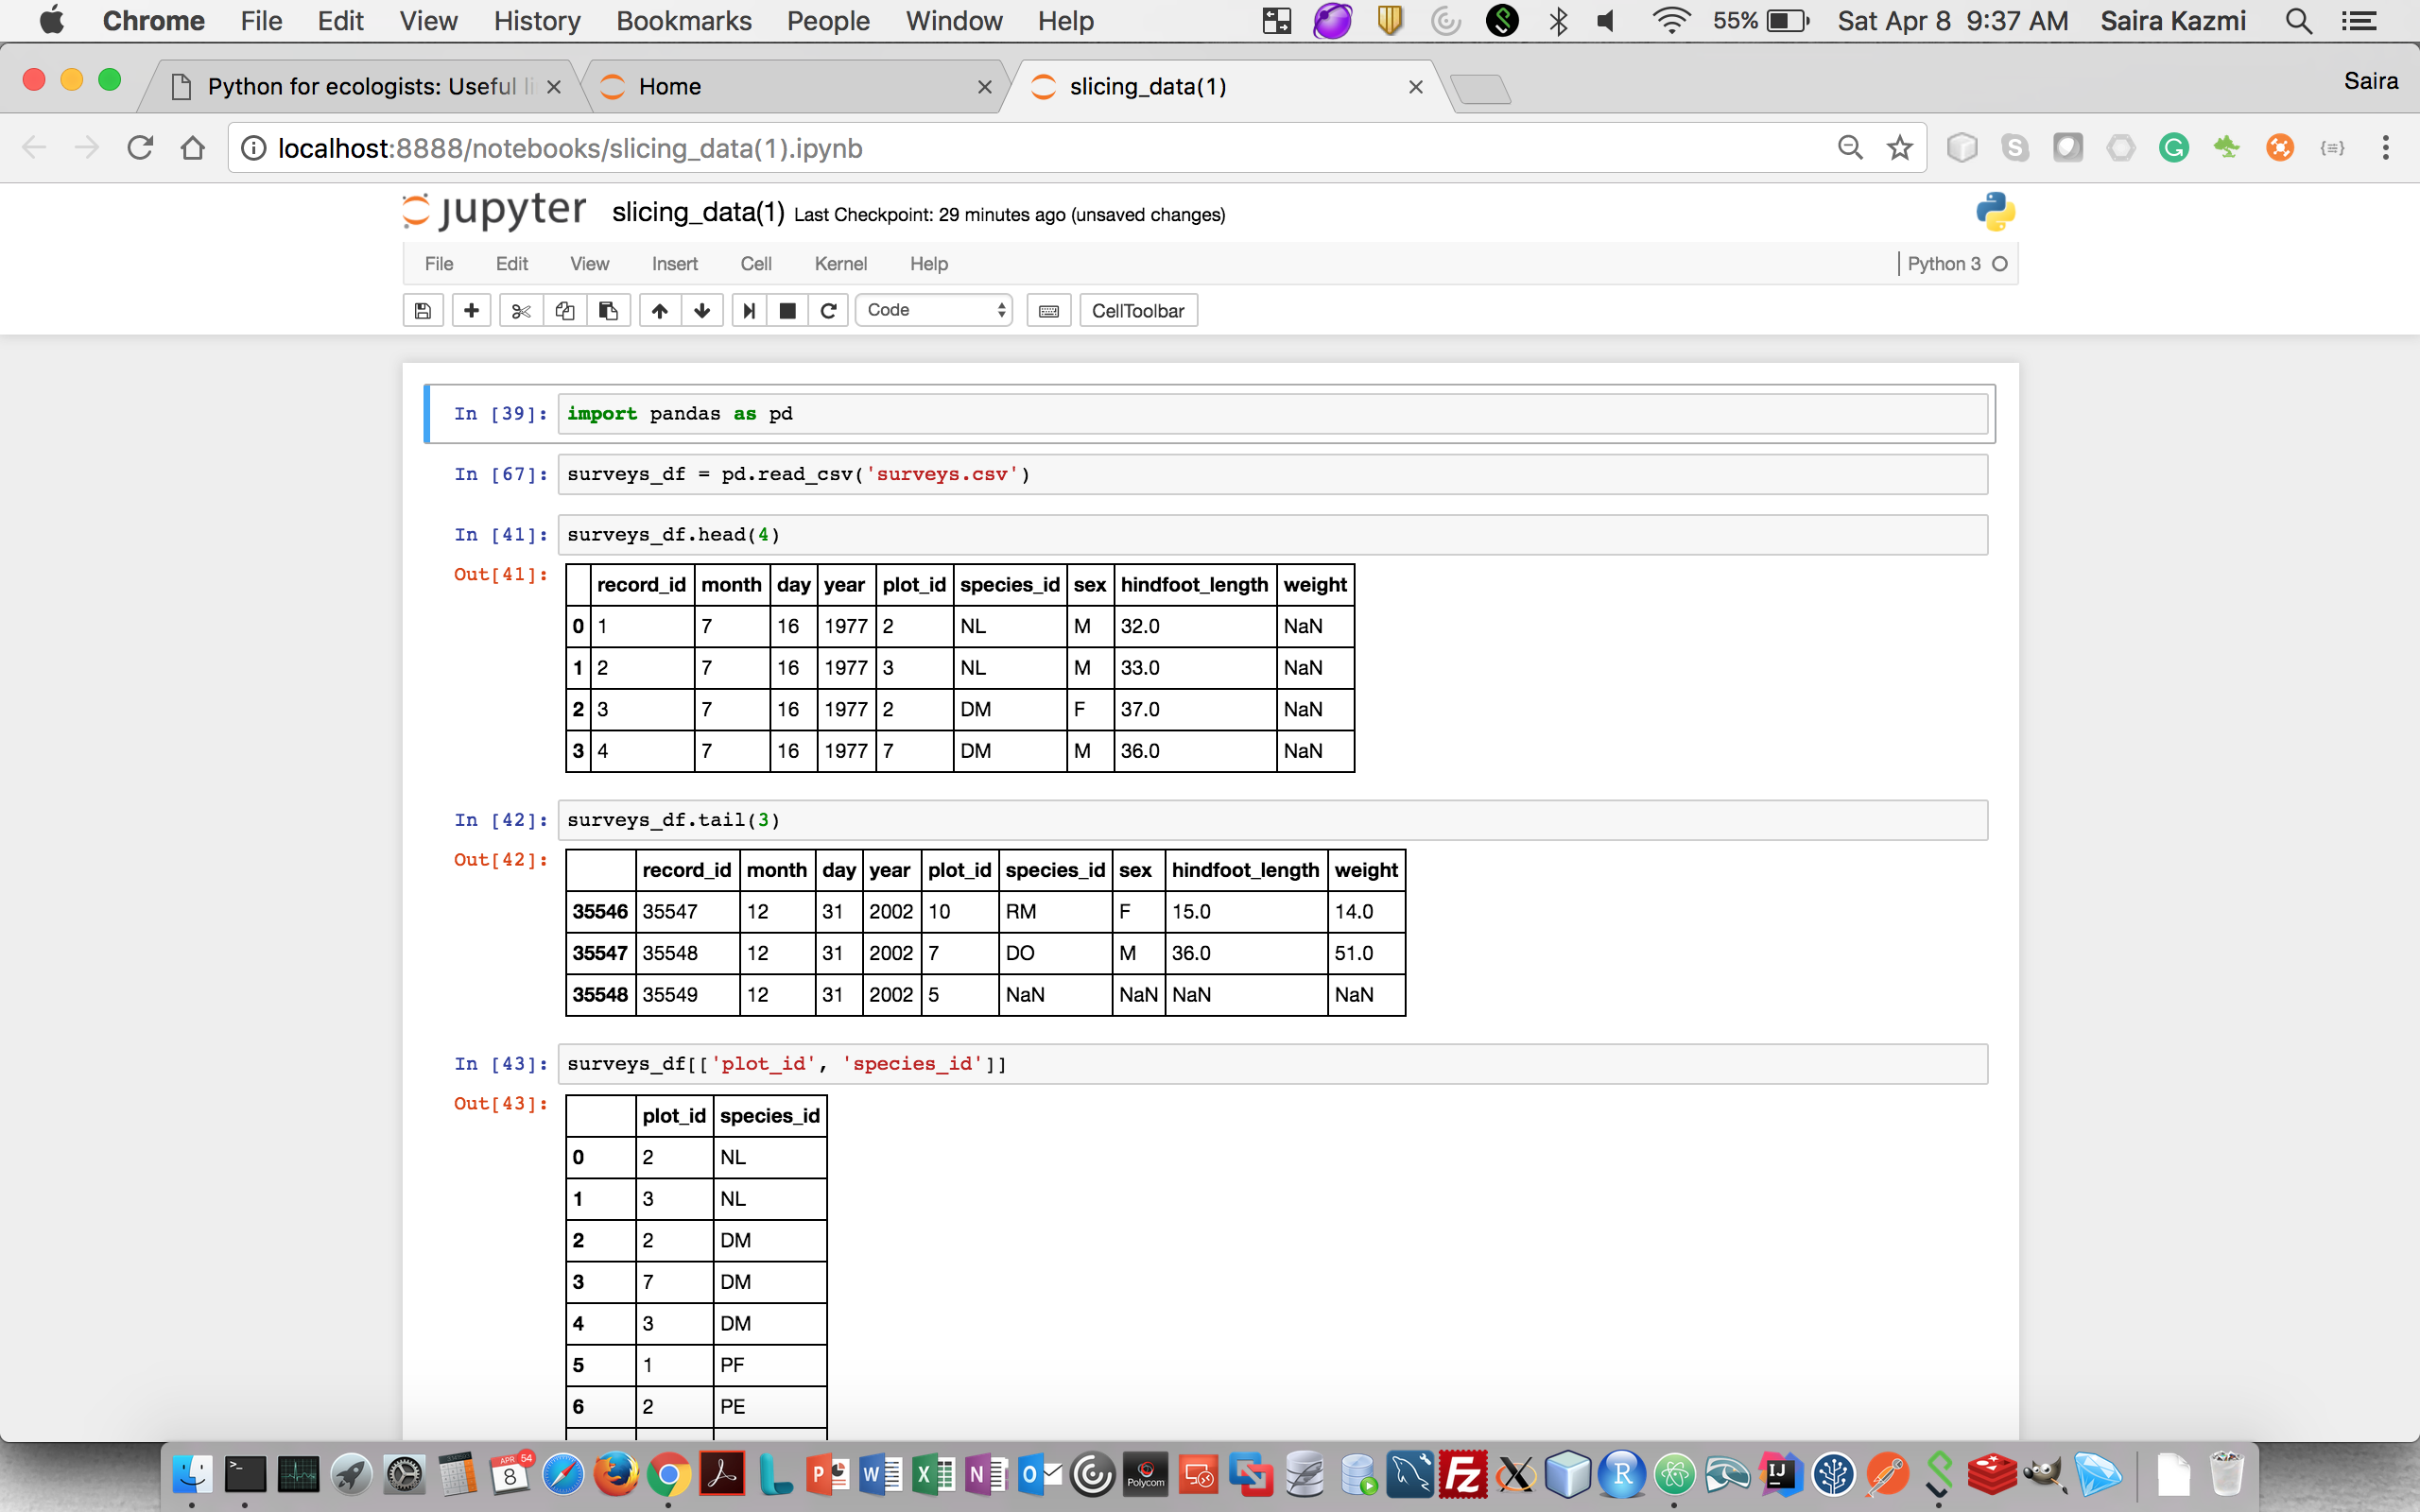 Chrome File Edit View History Bookmarks People Window Help 55% Sat Apr 8 9:37 AM Saira Kazmi
Python for ecologists: Useful li Home slicing_data(1) Saira
localhost:8888/notebooks/slicing_data(1).ipynb
jupyter slicing_data(1) Last Checkpoint: 29 minutes ago (unsaved changes)
File Edit View Insert Cell Kernel Help Python 3
Code CellToolbar
In [39]: import pandas as pd
In [67]: surveys_df = pd.read_csv('surveys.csv')
In [41]: surveys_df.head(4)
Out[41]:
record_id month day year plot_id species_id sex hindfoot_length weight
0 1 7 16 1977 2 NL M 32.0 NaN
1 2 7 16 1977 3 NL M 33.0 NaN
2 3 7 16 1977 2 DM F 37.0 NaN
3 4 7 16 1977 7 DM M 36.0 NaN
In [42]: surveys_df.tail(3)
Out[42]:
record_id month day year plot_id species_id sex hindfoot_length weight
35546 35547 12 31 2002 10 RM F 15.0 14.0
35547 35548 12 31 2002 7 DO M 36.0 51.0
35548 35549 12 31 2002 5 NaN NaN NaN NaN
In [43]: surveys_df[['plot_id', 'species_id']]
Out[43]:
plot_id species_id
0 2 NL
1 3 NL
2 2 DM
3 7 DM
4 3 DM
5 1 PF
6 2 PE
APR 8 54 Polycom FZ R IJ